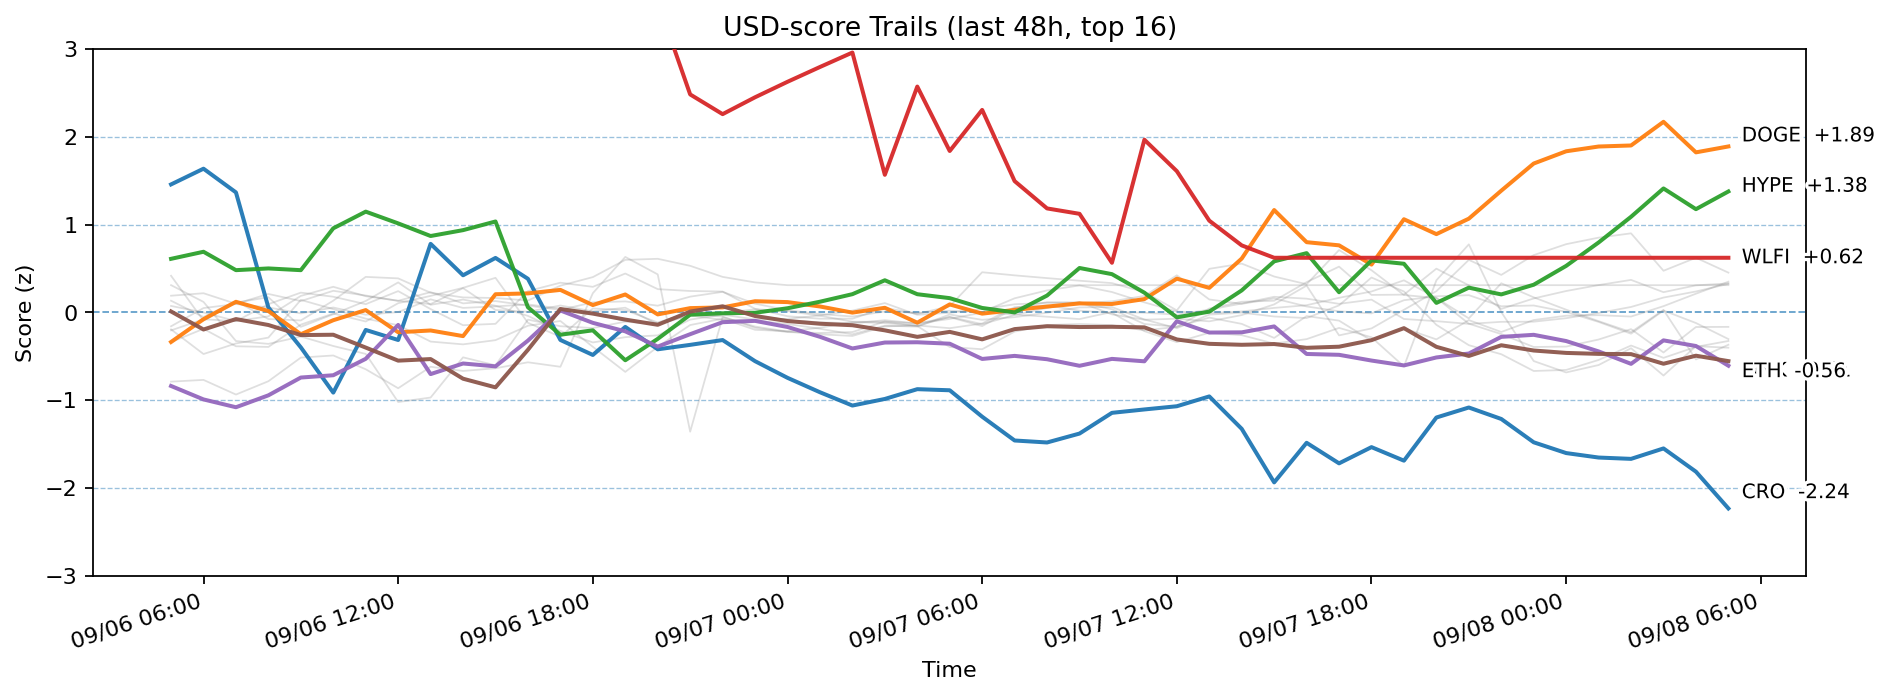 USD-score Trails (last 48h, top 16)
Score (z)
3
2
1
0
−1
−2
−3
DOGE +1.89
HYPE +1.38
WLFI +0.62
-0.56
CRO -2.24
09/06 06:00
09/06 12:00
09/06 18:00
09/07 00:00
09/07 06:00
09/07 12:00
09/07 18:00
09/08 00:00
09/08 06:00
Time